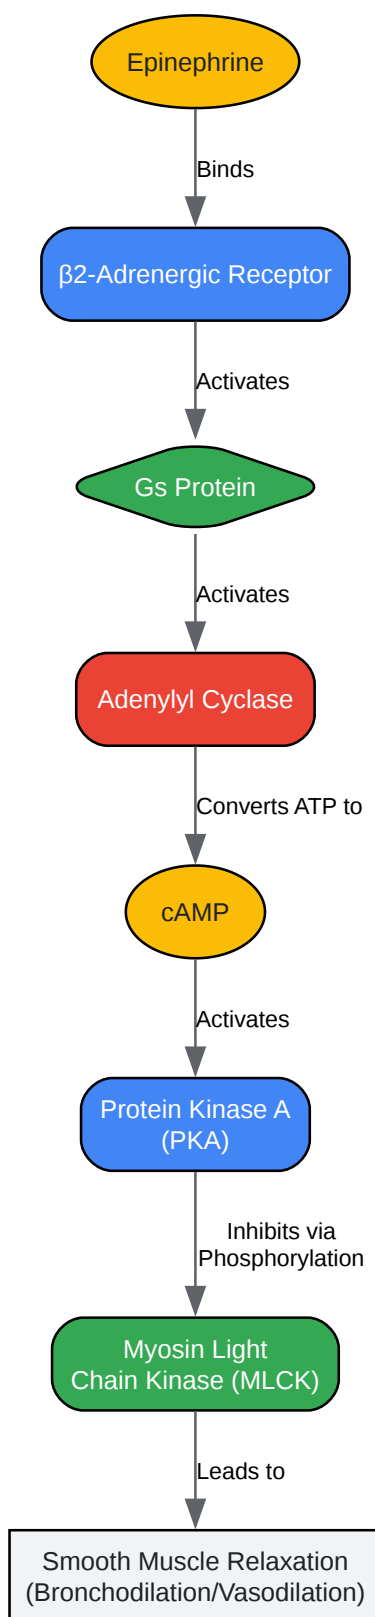 Epinephrine
Binds
β2-Adrenergic Receptor
Activates
Gs Protein
Activates
Adenylyl Cyclase
Converts ATP to
cAMP
Activates
Protein Kinase A
(PKA)
Inhibits via
Phosphorylation
Myosin Light
Chain Kinase (MLCK)
Leads to
Smooth Muscle Relaxation
(Bronchodilation/Vasodilation)